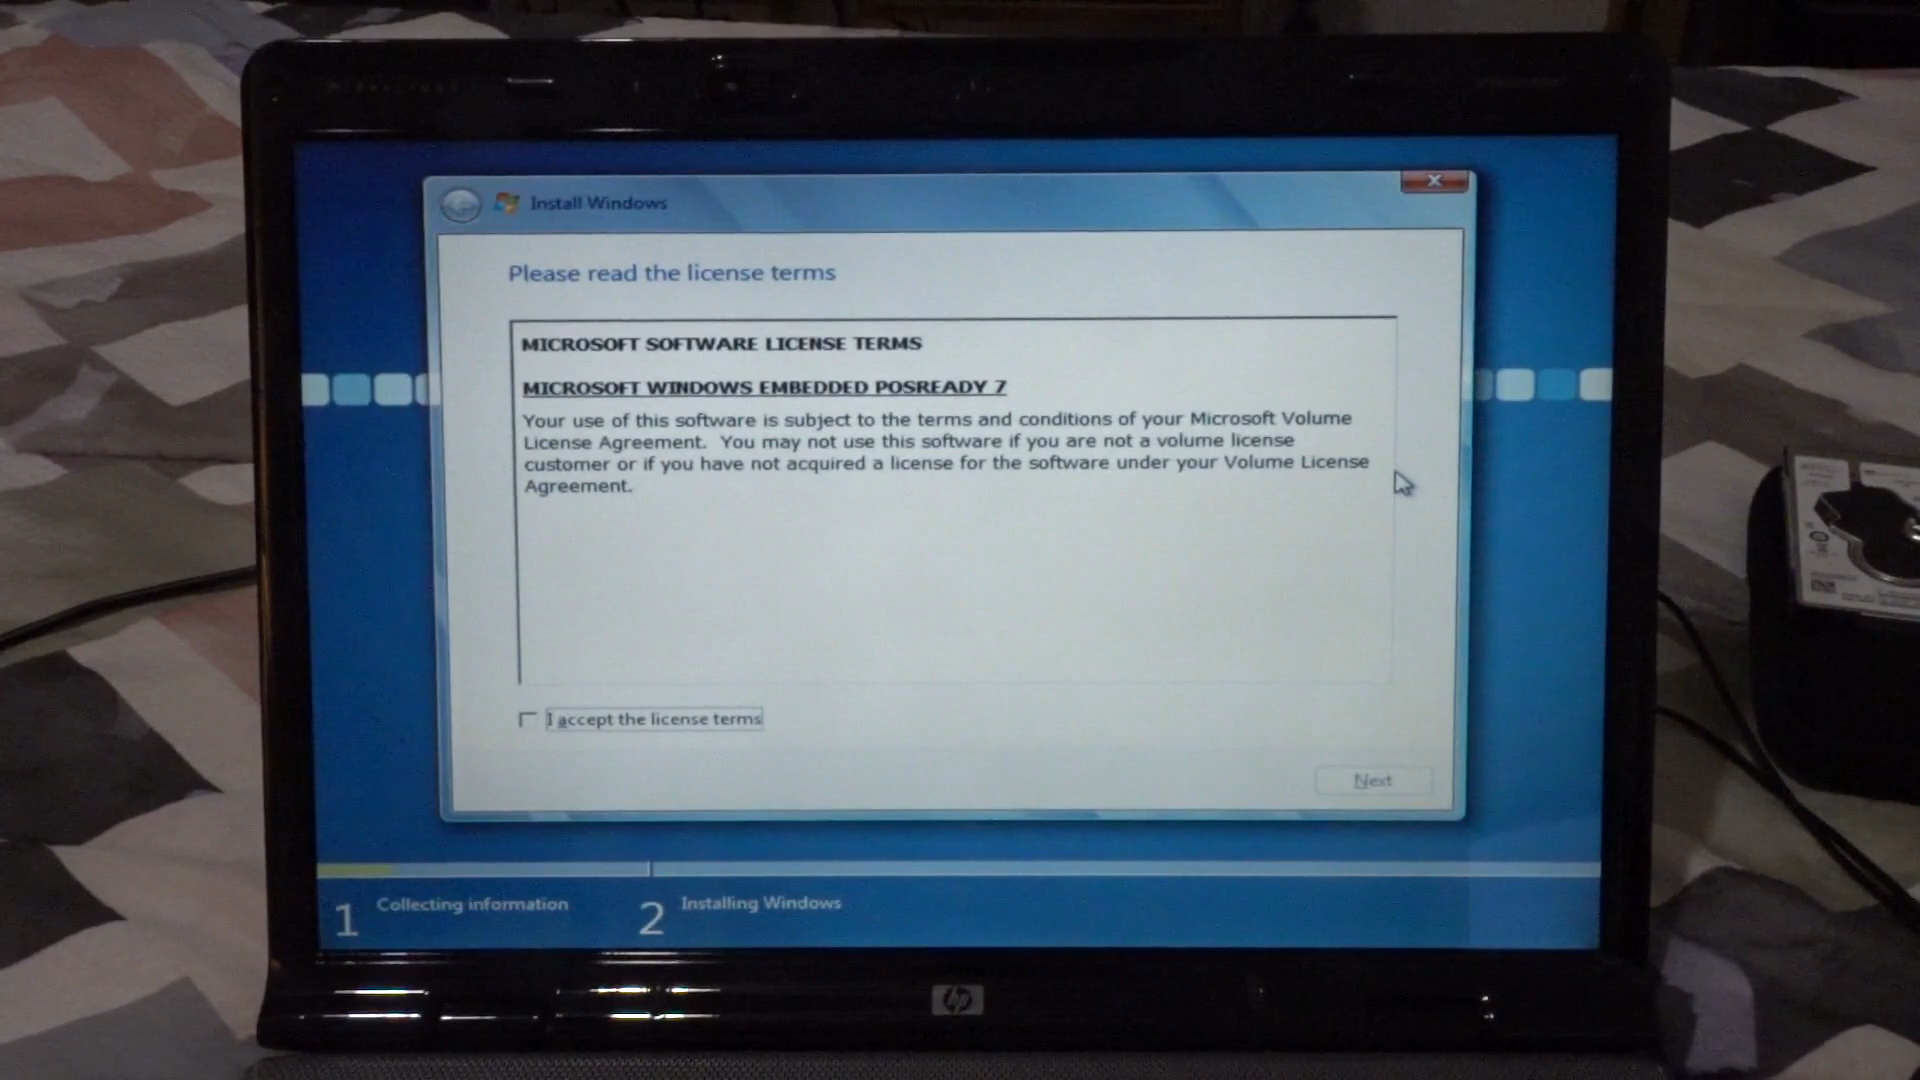 Install Windows
Please read the license terms
MICROSOFT SOFTWARE LICENSE TERMS
MICROSOFT WINDOWS EMBEDDED POSREADY 7
Your use of this software is subject to the terms and conditions of your Microsoft Volume
License Agreement.  You may not use this software if you are not a volume license
customer or if you have not acquired a license for the software under your Volume License
Agreement.
I accept the license terms
Next
1 Collecting information
2 Installing Windows
hp